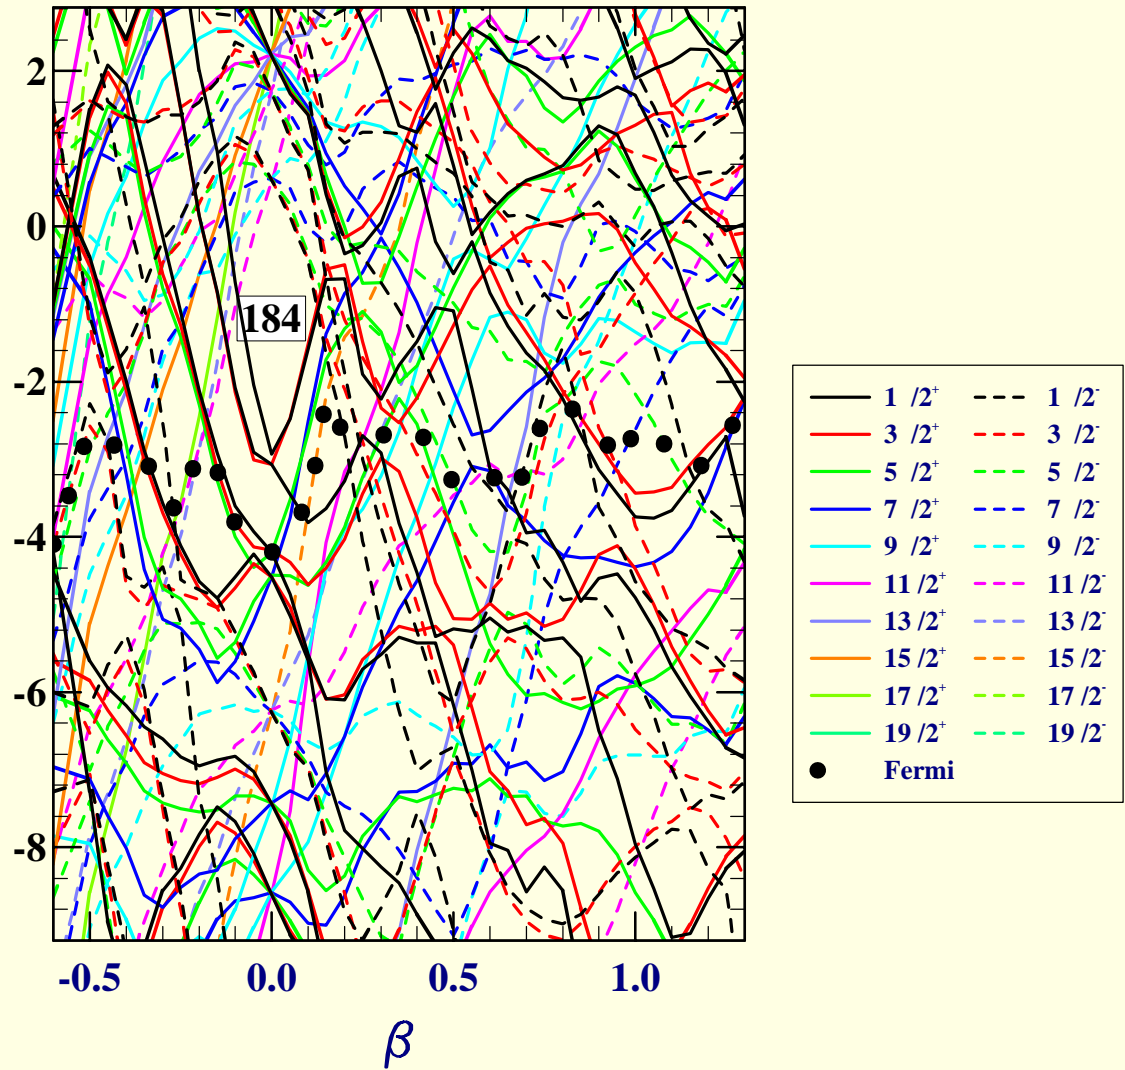 2
0
-2
-4
-6
-8
184
-0.5 0.0 0.5 1.0
β
1 /2⁺ 1 /2⁻
3 /2⁺ 3 /2⁻
5 /2⁺ 5 /2⁻
7 /2⁺ 7 /2⁻
9 /2⁺ 9 /2⁻
11 /2⁺ 11 /2⁻
13 /2⁺ 13 /2⁻
15 /2⁺ 15 /2⁻
17 /2⁺ 17 /2⁻
19 /2⁺ 19 /2⁻
Fermi